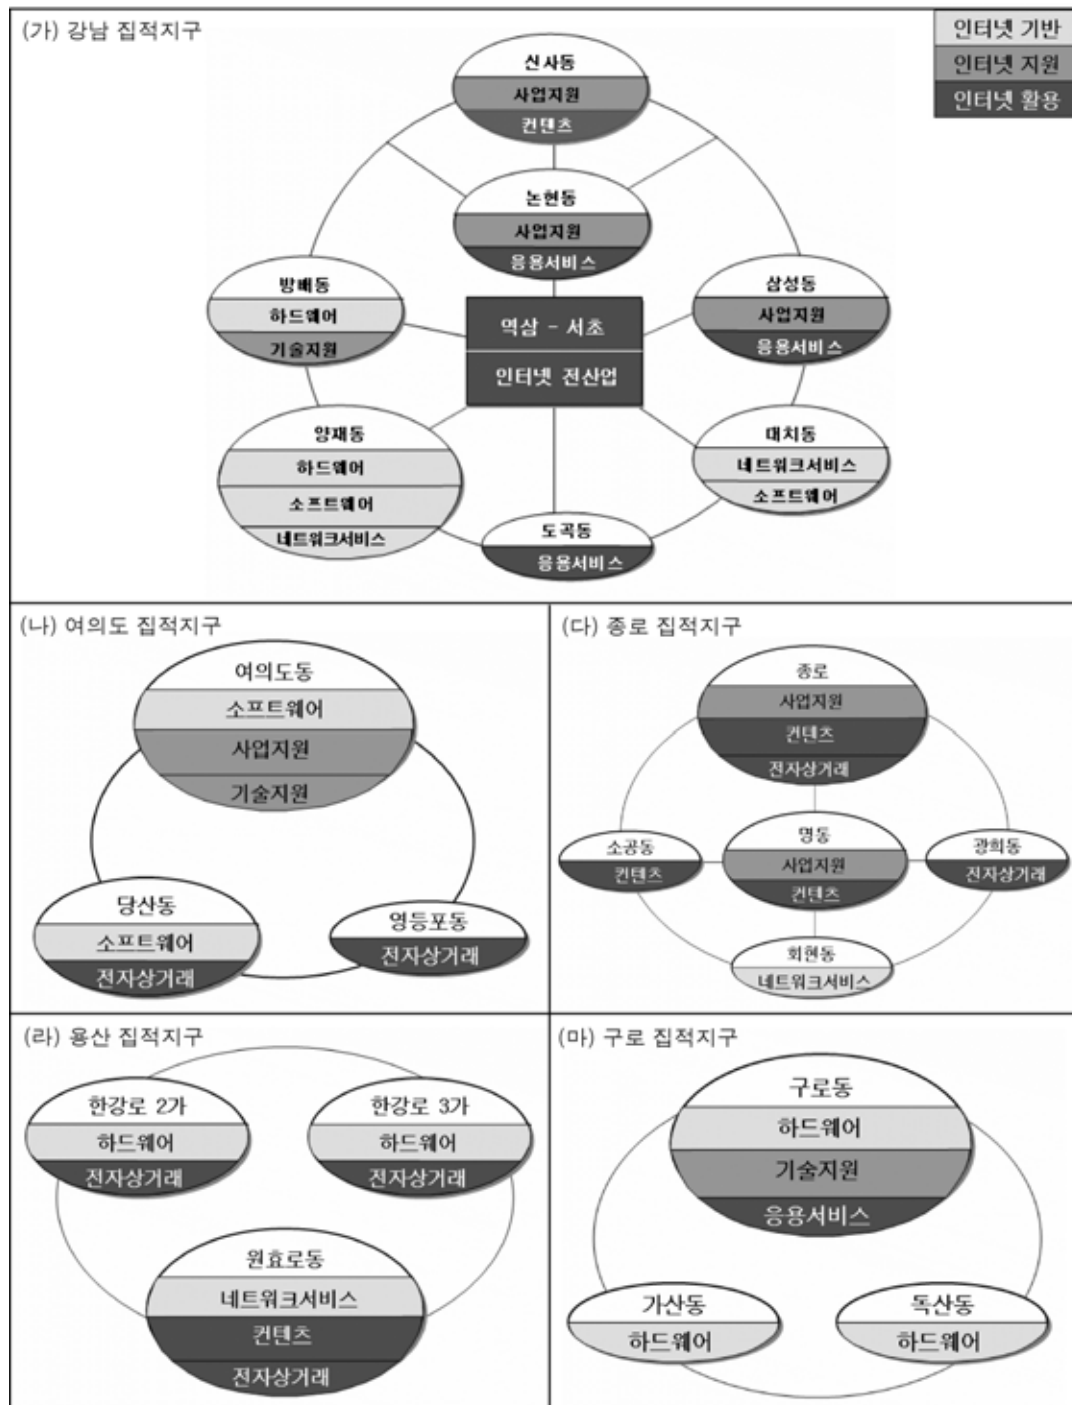 (가) 강남 집적지구
인터넷 기반
인터넷 지원
인터넷 활용
신사동
사업지원
컨텐츠
논현동
사업지원
응용서비스
방배동
하드웨어
기술지원
삼성동
사업지원
응용서비스
역삼 - 서초
인터넷 전산업
양재동
하드웨어
소프트웨어
네트워크서비스
대치동
네트워크서비스
소프트웨어
도곡동
응용서비스
(나) 여의도 집적지구
여의도동
소프트웨어
사업지원
기술지원
당산동
소프트웨어
전자상거래
영등포동
전자상거래
(다) 종로 집적지구
종로
사업지원
컨텐츠
전자상거래
소공동
컨텐츠
명동
사업지원
컨텐츠
광희동
전자상거래
회현동
네트워크서비스
(라) 용산 집적지구
한강로 2가
하드웨어
전자상거래
한강로 3가
하드웨어
전자상거래
원효로동
네트워크서비스
컨텐츠
전자상거래
(마) 구로 집적지구
구로동
하드웨어
기술지원
응용서비스
가산동
하드웨어
독산동
하드웨어